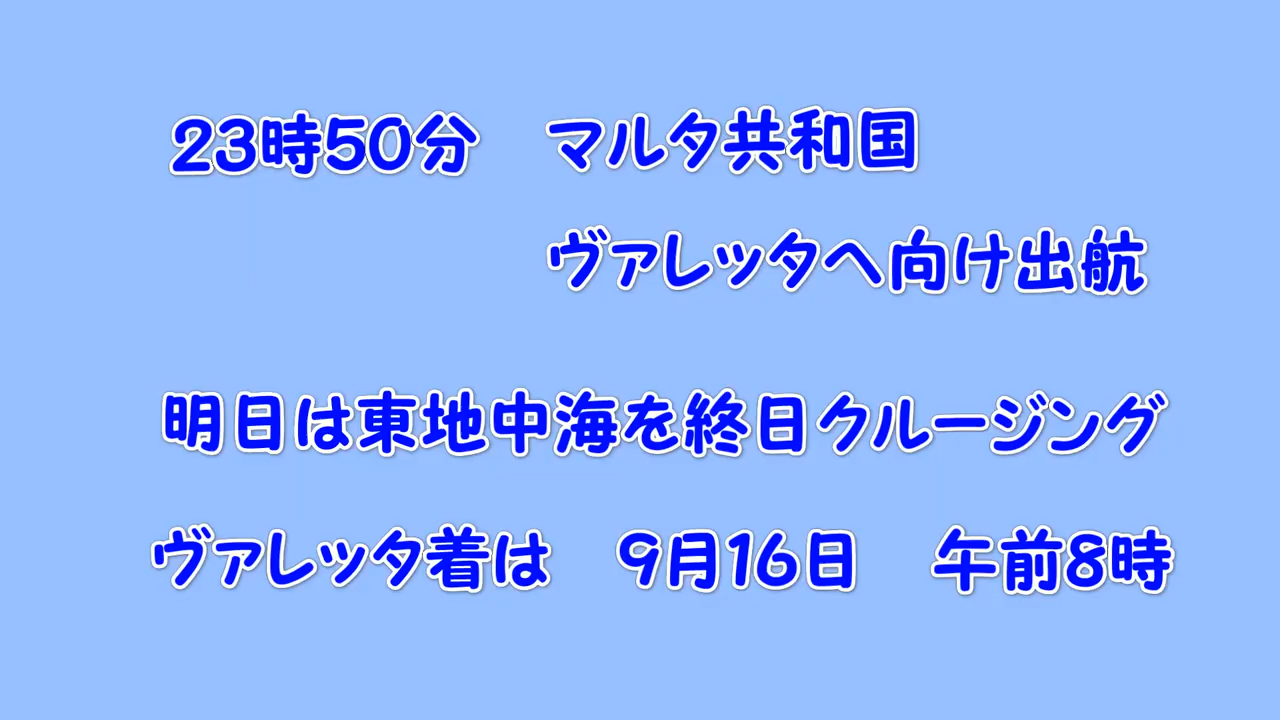 23時50分　マルタ共和国
ヴァレッタへ向け出航
明日は東地中海を終日クルージング
ヴァレッタ着は　9月16日　午前8時